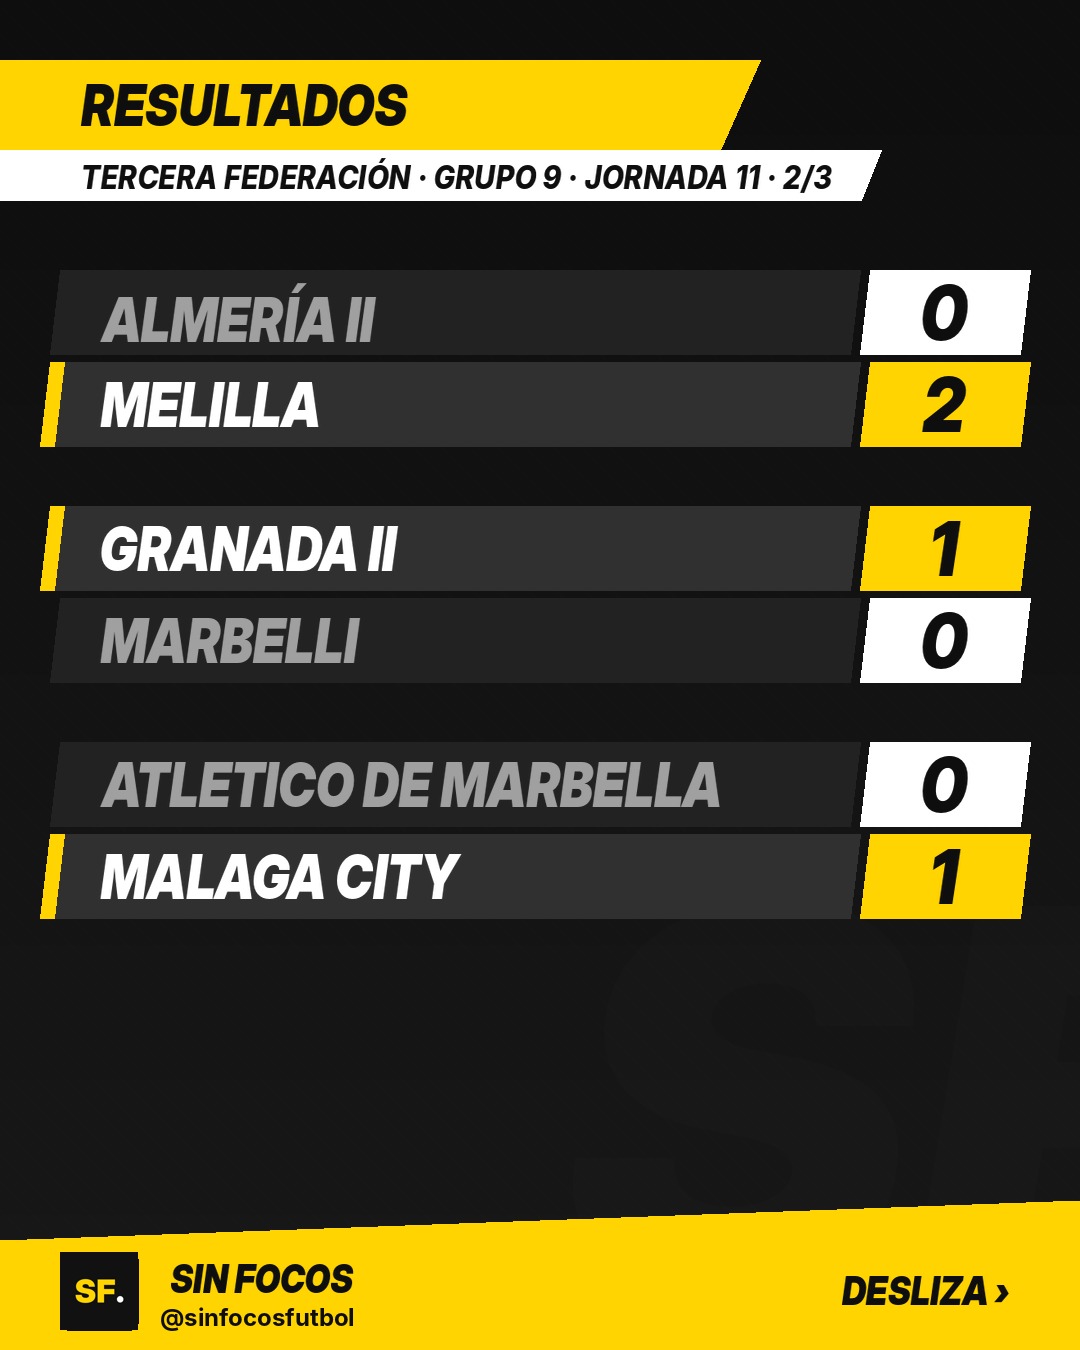 RESULTADOS
TERCERA FEDERACIÓN · GRUPO 9 · JORNADA 11 · 2/3
ALMERÍA II 0
MELILLA 2
GRANADA II 1
MARBELLI 0
ATLETICO DE MARBELLA 0
MALAGA CITY 1
SF
SF.
SIN FOCOS
@sinfocosfutbol
DESLIZA ›